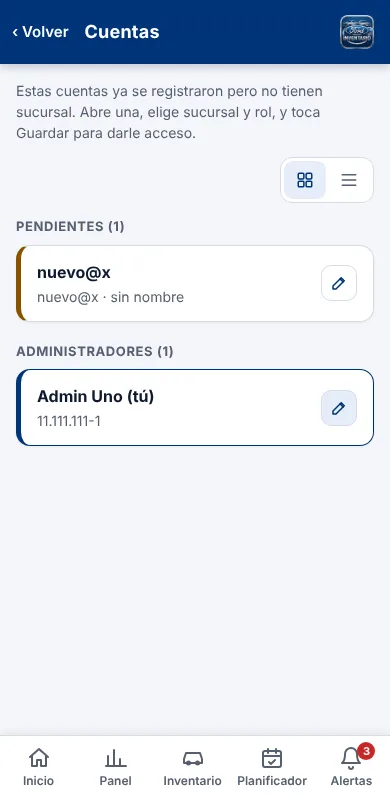 ‹ Volver Cuentas
Ford
INVENTARIO
Estas cuentas ya se registraron pero no tienen
sucursal. Abre una, elige sucursal y rol, y toca
Guardar para darle acceso.
PENDIENTES (1)
nuevo@x
nuevo@x · sin nombre
ADMINISTRADORES (1)
Admin Uno (tú)
11.111.111-1
3
Inicio Panel Inventario Planificador Alertas